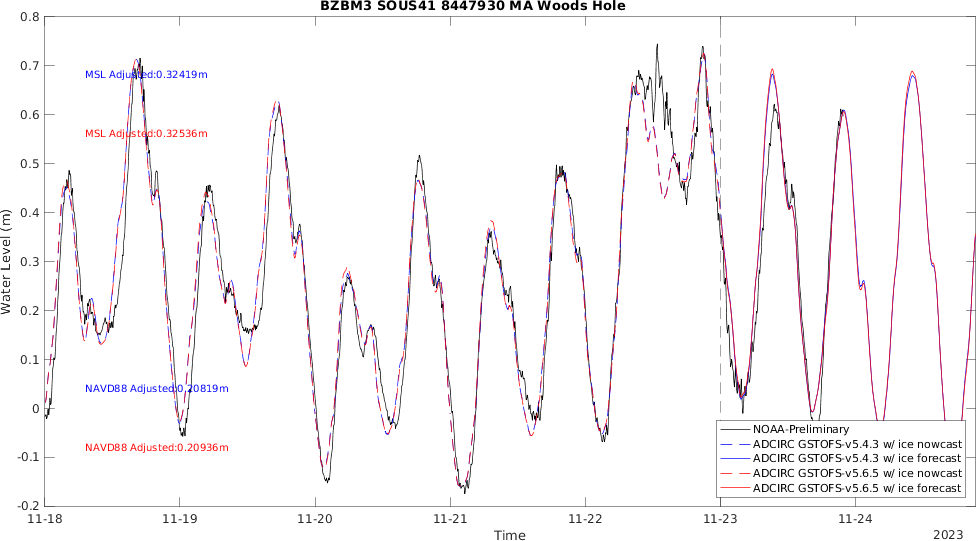 BZBM3 SOUS41 8447930 MA Woods Hole
0.8
0.7
MSL Adjusted:0.32419m
0.6
MSL Adjusted:0.32536m
0.5
0.4
Water Level (m)
0.3
0.2
0.1
NAVD88 Adjusted:0.20819m
0
NAVD88 Adjusted:0.20936m
-0.1
-0.2
NOAA-Preliminary
ADCIRC GSTOFS-v5.4.3 w/ ice nowcast
ADCIRC GSTOFS-v5.4.3 w/ ice forecast
ADCIRC GSTOFS-v5.6.5 w/ ice nowcast
ADCIRC GSTOFS-v5.6.5 w/ ice forecast
11-18 11-19 11-20 11-21 11-22 11-23 11-24
Time
2023